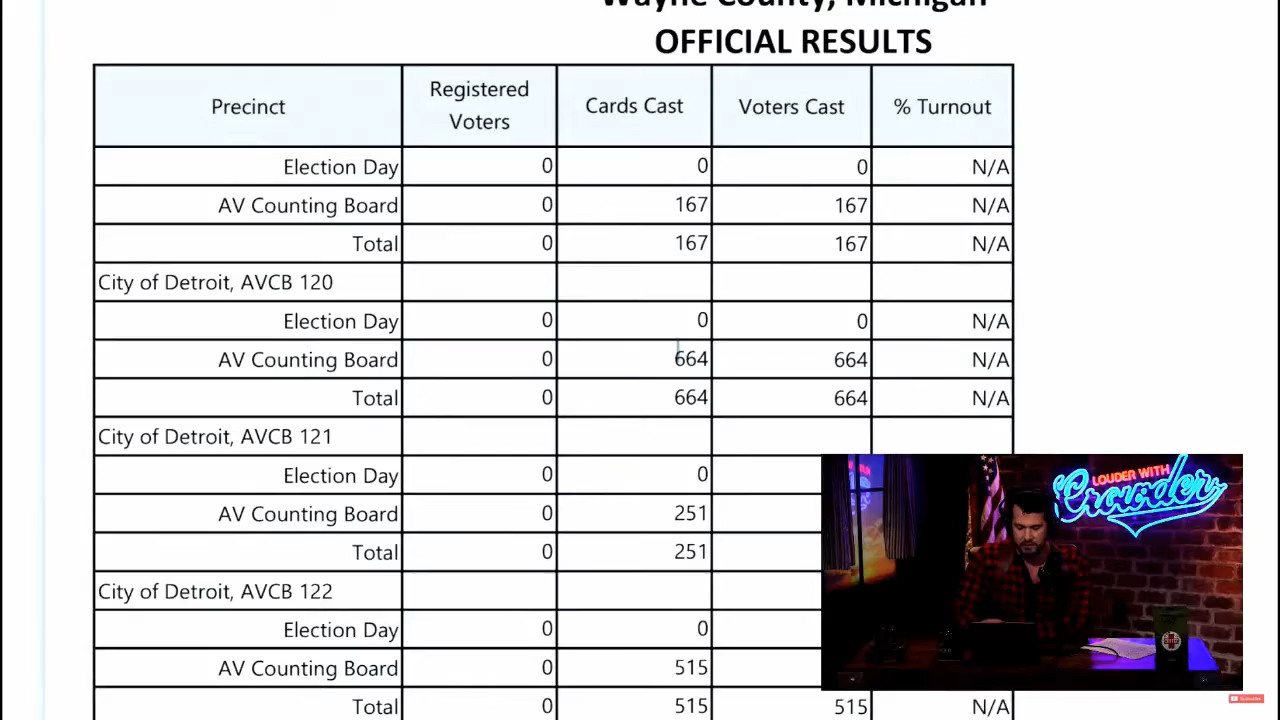 Wayne County, Michigan
OFFICIAL RESULTS
Precinct Registered Voters Cards Cast Voters Cast % Turnout
Election Day 0 0 0 N/A
AV Counting Board 0 167 167 N/A
Total 0 167 167 N/A
City of Detroit, AVCB 120
Election Day 0 0 0 N/A
AV Counting Board 0 664 664 N/A
Total 0 664 664 N/A
City of Detroit, AVCB 121
Election Day 0 0
AV Counting Board 0 251
Total 0 251
City of Detroit, AVCB 122
Election Day 0 0
AV Counting Board 0 515
Total 0 515 515 N/A
LOUDER WITH
Crowder